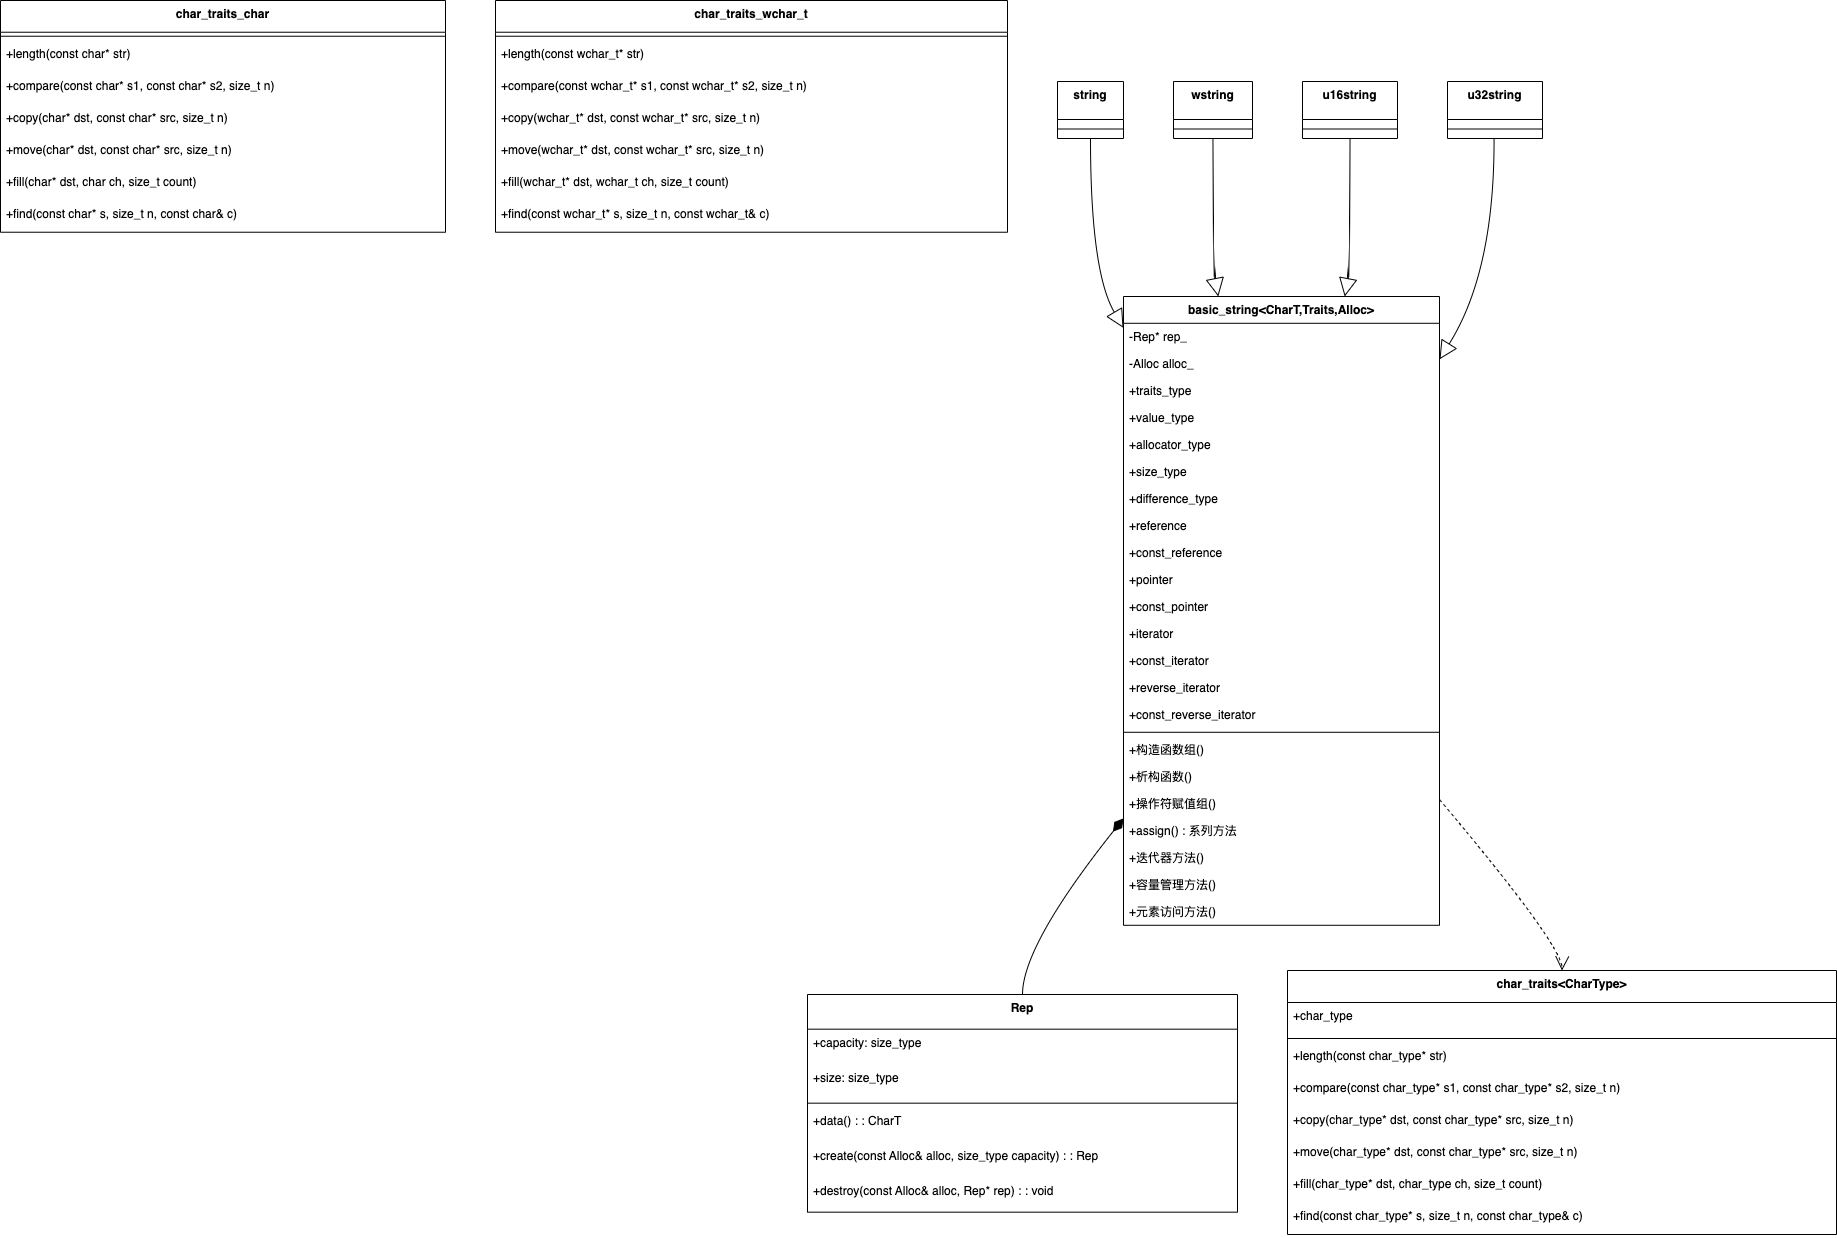 char_traits_char
+length(const char* str)
+compare(const char* s1, const char* s2, size_t n)
+copy(char* dst, const char* src, size_t n)
+move(char* dst, const char* src, size_t n)
+fill(char* dst, char ch, size_t count)
+find(const char* s, size_t n, const char& c)
char_traits_wchar_t
+length(const wchar_t* str)
+compare(const wchar_t* s1, const wchar_t* s2, size_t n)
+copy(wchar_t* dst, const wchar_t* src, size_t n)
+move(wchar_t* dst, const wchar_t* src, size_t n)
+fill(wchar_t* dst, wchar_t ch, size_t count)
+find(const wchar_t* s, size_t n, const wchar_t& c)
string
wstring
u16string
u32string
basic_string<CharT,Traits,Alloc>
-Rep* rep_
-Alloc alloc_
+traits_type
+value_type
+allocator_type
+size_type
+difference_type
+reference
+const_reference
+pointer
+const_pointer
+iterator
+const_iterator
+reverse_iterator
+const_reverse_iterator
+构造函数组()
+析构函数()
+操作符赋值组()
+assign() : 系列方法
+迭代器方法()
+容量管理方法()
+元素访问方法()
Rep
+capacity: size_type
+size: size_type
+data() : : CharT
+create(const Alloc& alloc, size_type capacity) : : Rep
+destroy(const Alloc& alloc, Rep* rep) : : void
char_traits<CharType>
+char_type
+length(const char_type* str)
+compare(const char_type* s1, const char_type* s2, size_t n)
+copy(char_type* dst, const char_type* src, size_t n)
+move(char_type* dst, const char_type* src, size_t n)
+fill(char_type* dst, char_type ch, size_t count)
+find(const char_type* s, size_t n, const char_type& c)